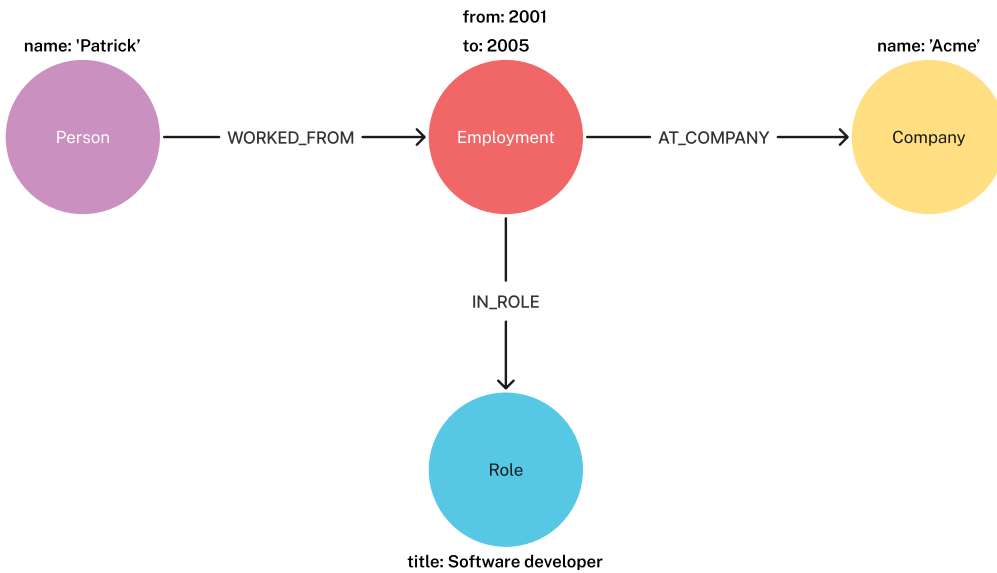 from: 2001
to: 2005
name: 'Patrick’
name: ’Acme’
Person
WORKED_FROM
Employment
AT_COMPANY
Company
IN_ROLE
Role
title: Software developer